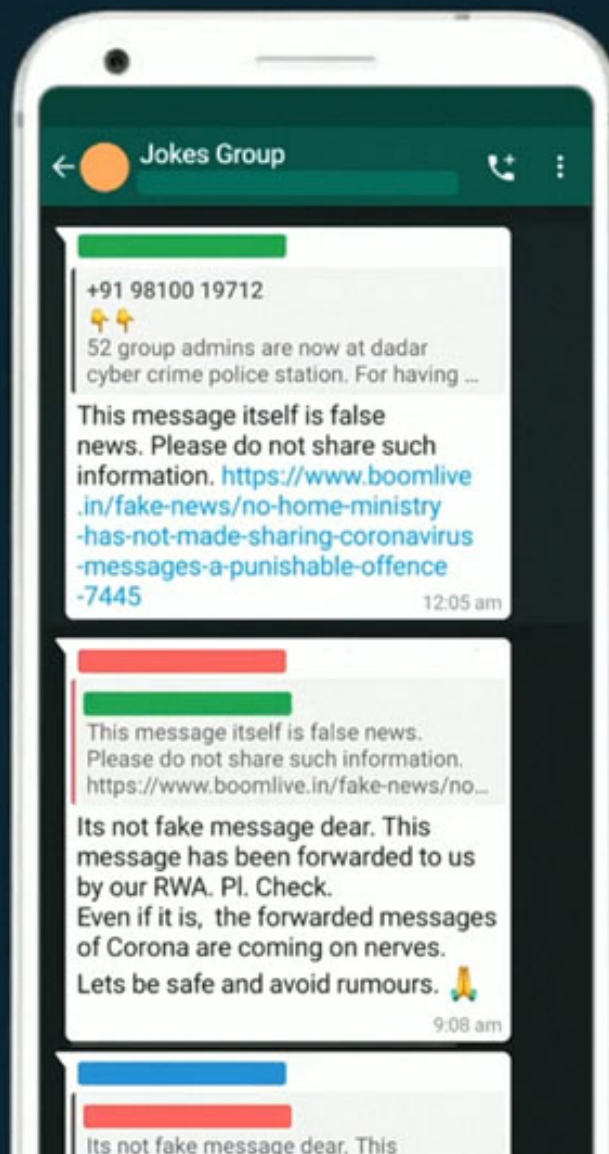 Jokes Group
+91 98100 19712
👇👇
52 group admins are now at dadar
cyber crime police station. For having ...
This message itself is false
news. Please do not share such
information. https://www.boomlive
.in/fake-news/no-home-ministry
-has-not-made-sharing-coronavirus
-messages-a-punishable-offence
-7445
12:05 am
This message itself is false news.
Please do not share such information.
https://www.boomlive.in/fake-news/no...
Its not fake message dear. This
message has been forwarded to us
by our RWA. Pl. Check.
Even if it is, the forwarded messages
of Corona are coming on nerves.
Lets be safe and avoid rumours. 🙏
9:08 am
Its not fake message dear. This